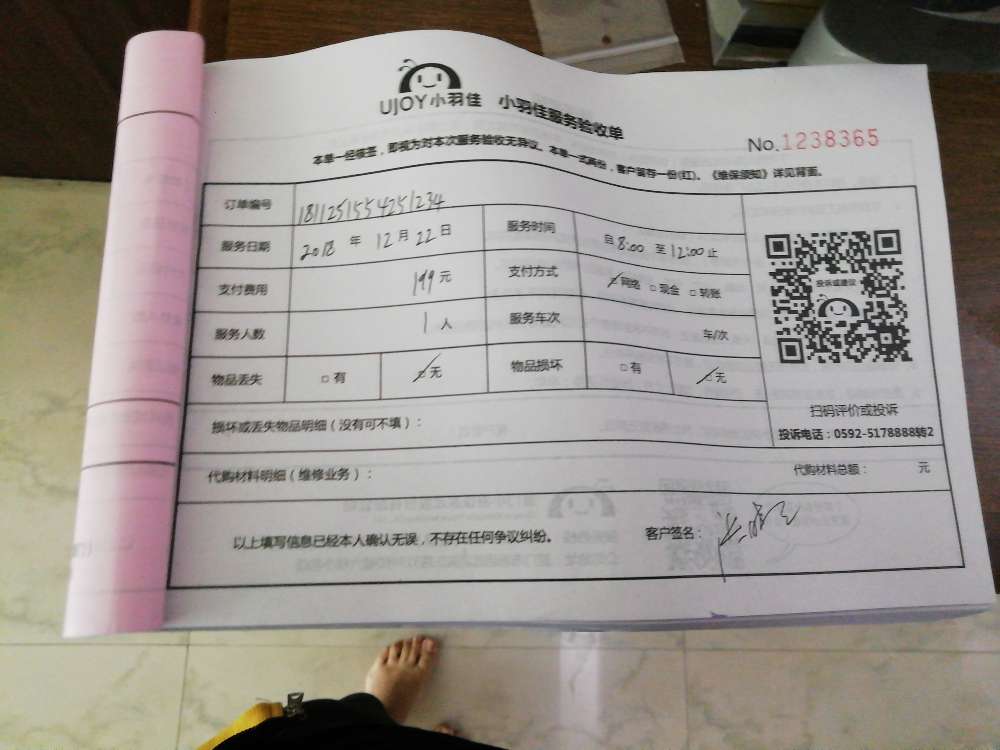 UJOY小羽佳 小羽佳服务验收单
No.1238365
本单一经核签，即视为对本次服务验收无异议。本单一式两份，客户留存一份(红)。《维保须知》详见背面。
订单编号 1811251554251234
服务日期 2018 年 12 月 22 日 服务时间 自 8:00 至 12:00 止
支付费用 199 元 支付方式 □网络 □现金 □转账
服务人数 1 人 服务车次 车/次
物品丢失 □有 □无 物品损坏 □有 □无
投诉或建议
扫码评价或投诉
投诉电话：0592-5178888转2
损坏或丢失物品明细（没有可不填）：
代购材料明细（维修业务）： 代购材料总额： 元
以上填写信息已经本人确认无误，不存在任何争议纠纷。 客户签名：